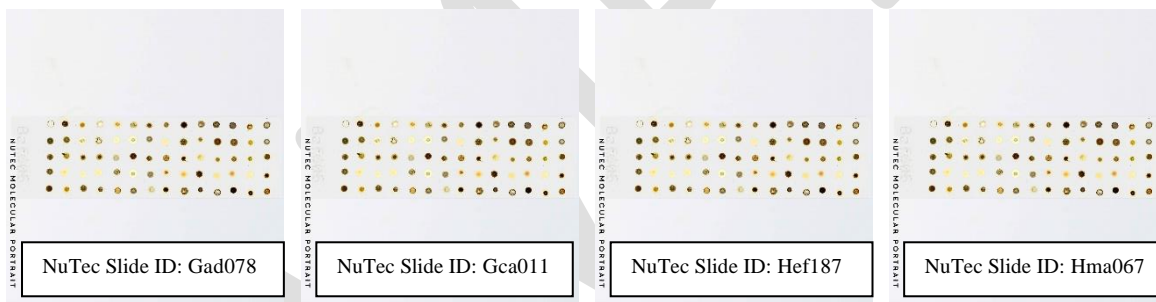 NUTEC MOLECULAR PORTRAIT
NuTec Slide ID: Gad078
NUTEC MOLECULAR PORTRAIT
NuTec Slide ID: Gca011
NUTEC MOLECULAR PORTRAIT
NuTec Slide ID: Hef187
NUTEC MOLECULAR PORTRAIT
NuTec Slide ID: Hma067